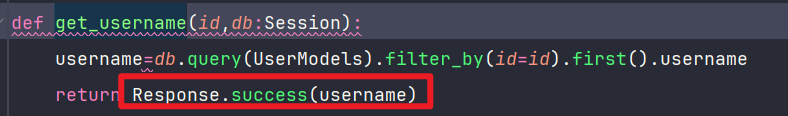 def get_username(id,db:Session):
username=db.query(UserModels).filter_by(id=id).first().username
return Response.success(username)